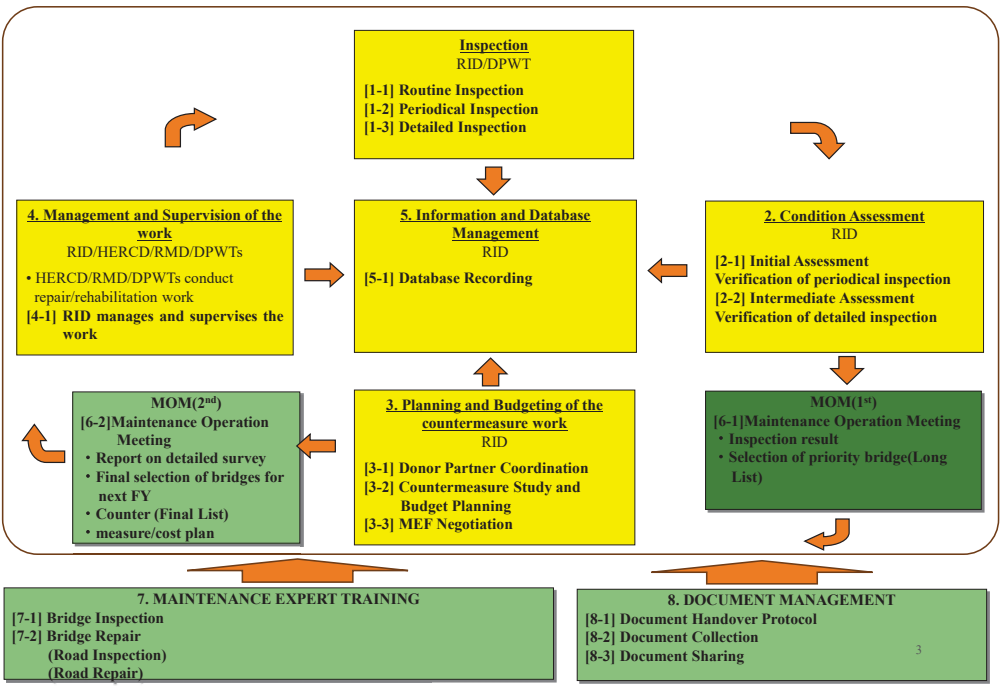 Inspection
RID/DPWT
[1-1] Routine Inspection
[1-2] Periodical Inspection
[1-3] Detailed Inspection
4. Management and Supervision of the
work
RID/HERCD/RMD/DPWTs
• HERCD/RMD/DPWTs conduct
repair/rehabilitation work
[4-1] RID manages and supervises the
work
5. Information and Database
Management
RID
[5-1] Database Recording
2. Condition Assessment
RID
[2-1] Initial Assessment
Verification of periodical inspection
[2-2] Intermediate Assessment
Verification of detailed inspection
MOM(2nd)
[6-2]Maintenance Operation
Meeting
・Report on detailed survey
・Final selection of bridges for
next FY
・Counter (Final List)
・measure/cost plan
3. Planning and Budgeting of the
countermeasure work
RID
[3-1] Donor Partner Coordination
[3-2] Countermeasure Study and
Budget Planning
[3-3] MEF Negotiation
MOM(1st)
[6-1]Maintenance Operation Meeting
・Inspection result
・Selection of priority bridge(Long
List)
7. MAINTENANCE EXPERT TRAINING
[7-1] Bridge Inspection
[7-2] Bridge Repair
(Road Inspection)
(Road Repair)
8. DOCUMENT MANAGEMENT
[8-1] Document Handover Protocol
[8-2] Document Collection
[8-3] Document Sharing
3